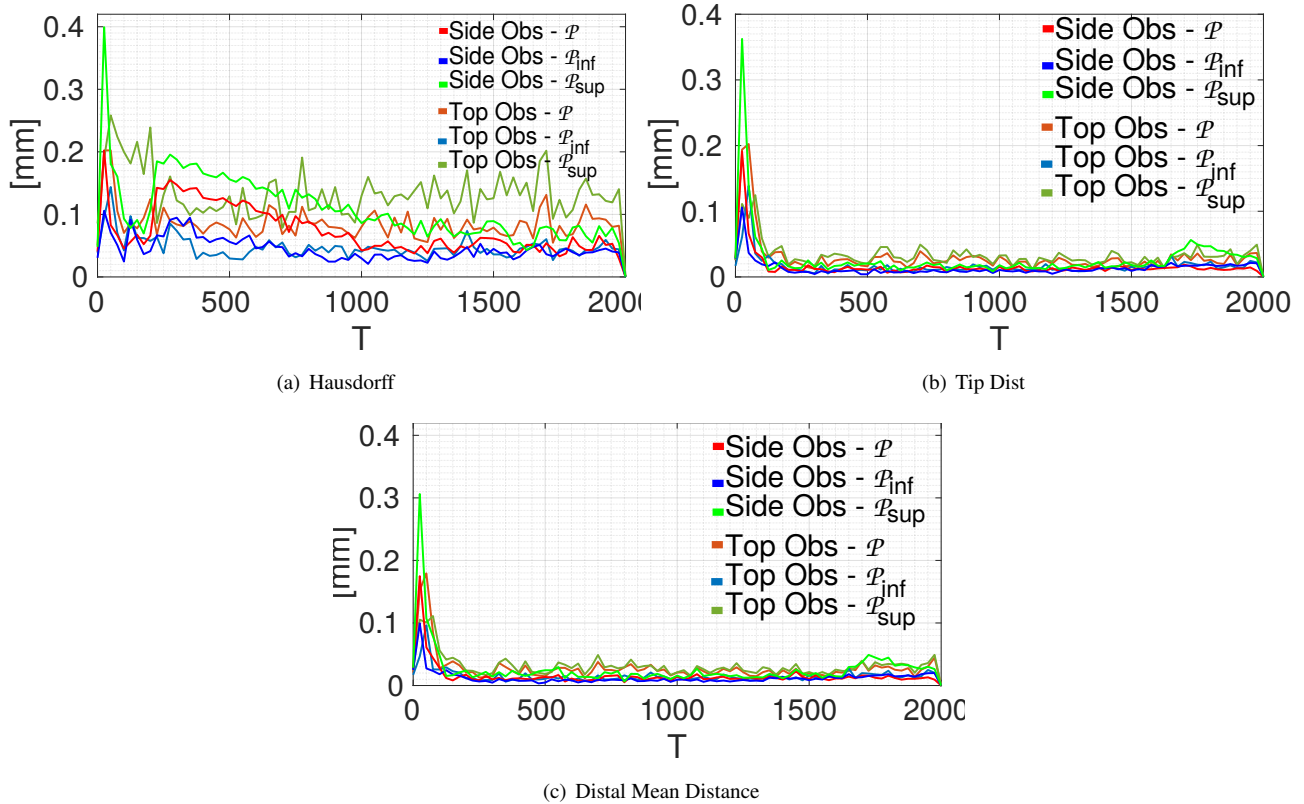 0.4
0.3
0.2
0.1
0
[mm]
Side Obs - 𝒫
Side Obs - 𝒫inf
Side Obs - 𝒫sup
Top Obs - 𝒫
Top Obs - 𝒫inf
Top Obs - 𝒫sup
0 500 1000 1500 2000
T
(a) Hausdorff
0.4
0.3
0.2
0.1
0
[mm]
Side Obs - 𝒫
Side Obs - 𝒫inf
Side Obs - 𝒫sup
Top Obs - 𝒫
Top Obs - 𝒫inf
Top Obs - 𝒫sup
0 500 1000 1500 2000
T
(b) Tip Dist
0.4
0.3
0.2
0.1
0
[mm]
Side Obs - 𝒫
Side Obs - 𝒫inf
Side Obs - 𝒫sup
Top Obs - 𝒫
Top Obs - 𝒫inf
Top Obs - 𝒫sup
0 500 1000 1500 2000
T
(c) Distal Mean Distance